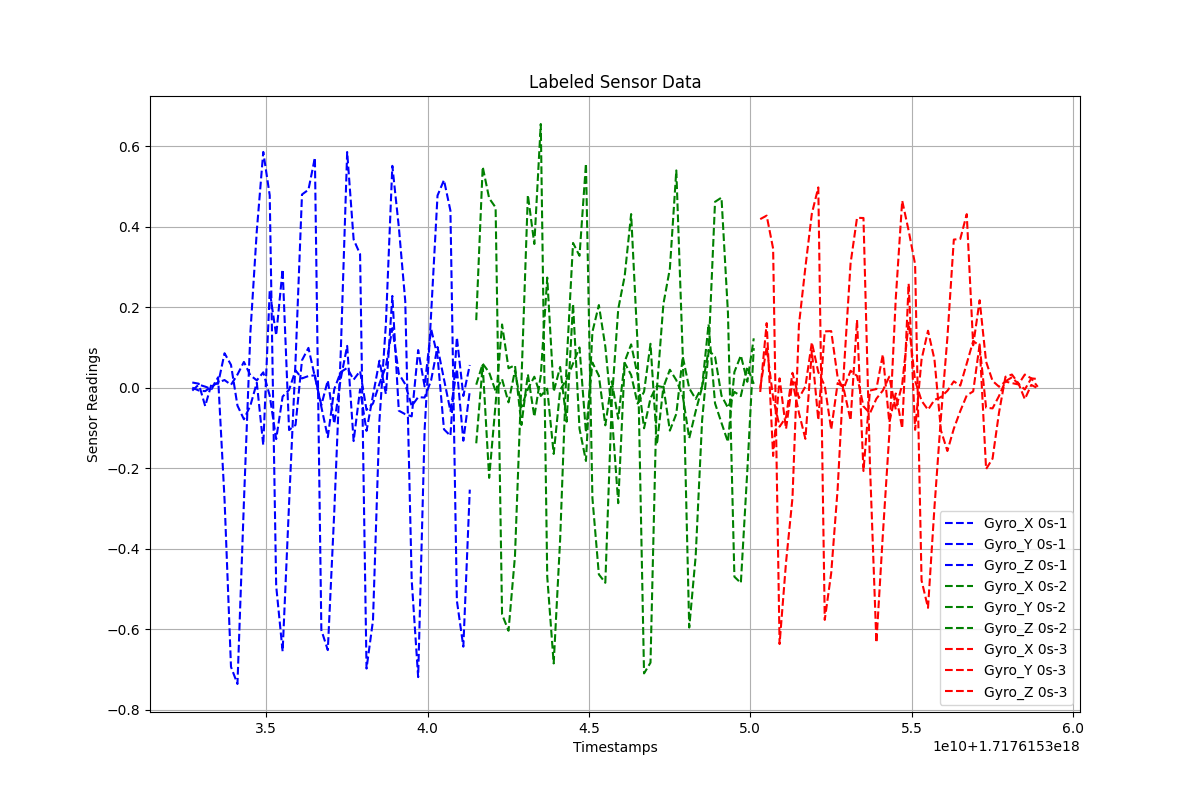 Labeled Sensor Data
Sensor Readings
0.6
0.4
0.2
0.0
−0.2
−0.4
−0.6
−0.8
3.5
4.0
4.5
5.0
5.5
6.0
Timestamps
1e10+1.7176153e18
Gyro_X 0s-1
Gyro_Y 0s-1
Gyro_Z 0s-1
Gyro_X 0s-2
Gyro_Y 0s-2
Gyro_Z 0s-2
Gyro_X 0s-3
Gyro_Y 0s-3
Gyro_Z 0s-3